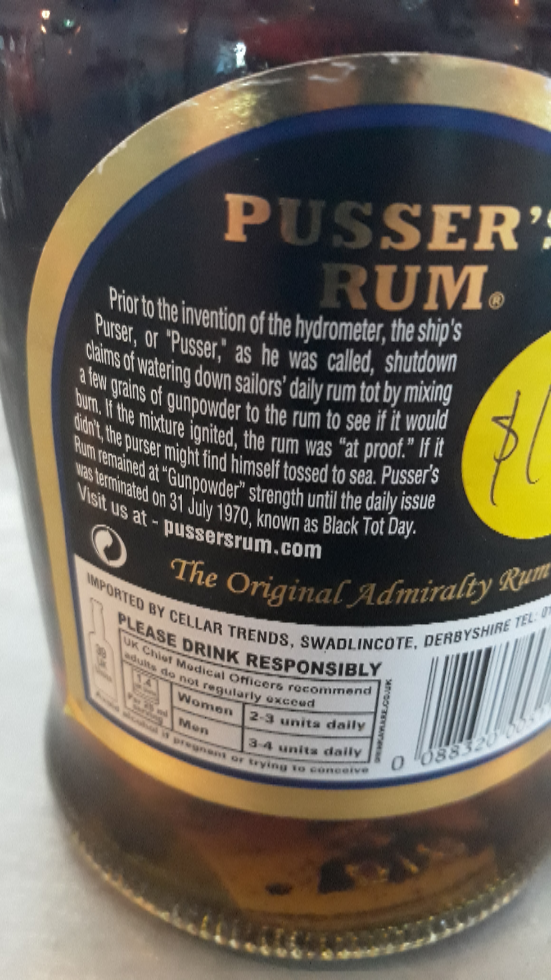 PUSSER'S
RUM®
Prior to the invention of the hydrometer, the ship's
Purser, or "Pusser," as he was called, shutdown
claims of watering down sailors' daily rum tot by mixing
a few grains of gunpowder to the rum to see if it would
burn. If the mixture ignited, the rum was "at proof." If it
didn't, the purser might find himself tossed to sea. Pusser's
Rum remained at "Gunpowder" strength until the daily issue
was terminated on 31 July 1970, known as Black Tot Day.
Visit us at - pussersrum.com
The Original Admiralty Rum
IMPORTED BY CELLAR TRENDS, SWADLINCOTE, DERBYSHIRE TEL:
PLEASE DRINK RESPONSIBLY
UK Chief Medical Officers recommend
adults do not regularly exceed
1.4
Women 2-3 units daily
Men 3-4 units daily
Avoid alcohol if pregnant or trying to conceive
0 088320
$